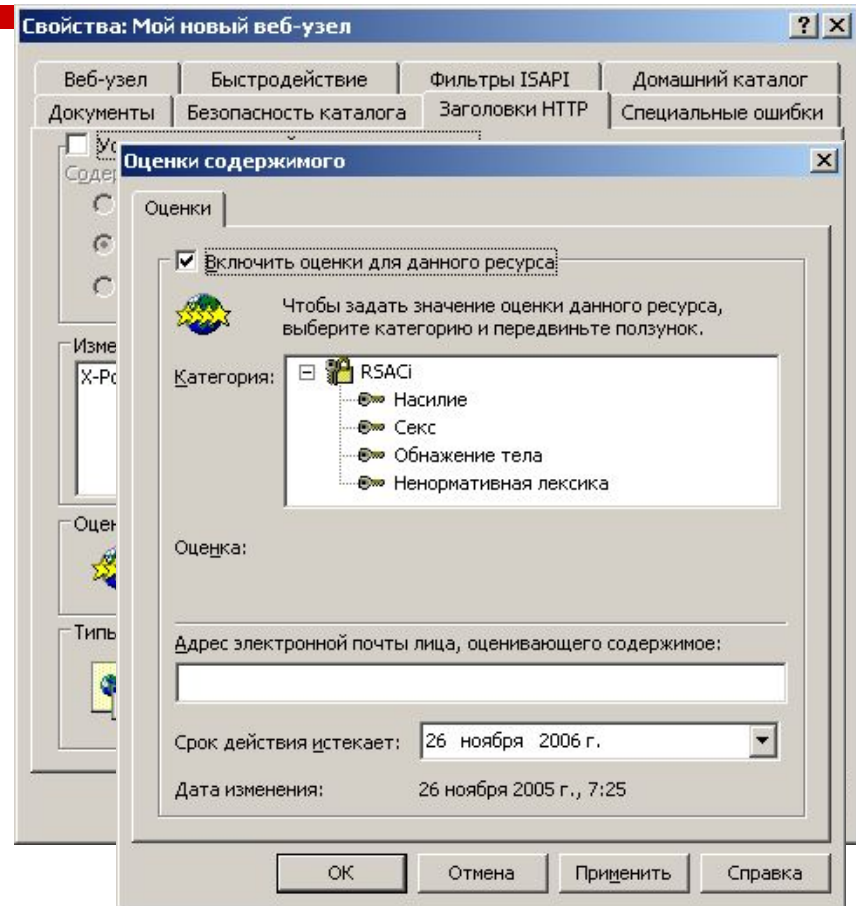 Свойства: Мой новый веб-узел
Веб-узел Быстродействие Фильтры ISAPI Домашний каталог
Документы Безопасность каталога Заголовки HTTP Специальные ошибки
Оценки содержимого
Оценки
Включить оценки для данного ресурса
Чтобы задать значение оценки данного ресурса,
выберите категорию и передвиньте ползунок.
Категория:
RSACi
Насилие
Секс
Обнажение тела
Ненормативная лексика
Оценка:
Адрес электронной почты лица, оценивающего содержимое:
Срок действия истекает: 26 ноября 2006 г.
Дата изменения: 26 ноября 2005 г., 7:25
ОК Отмена Применить Справка